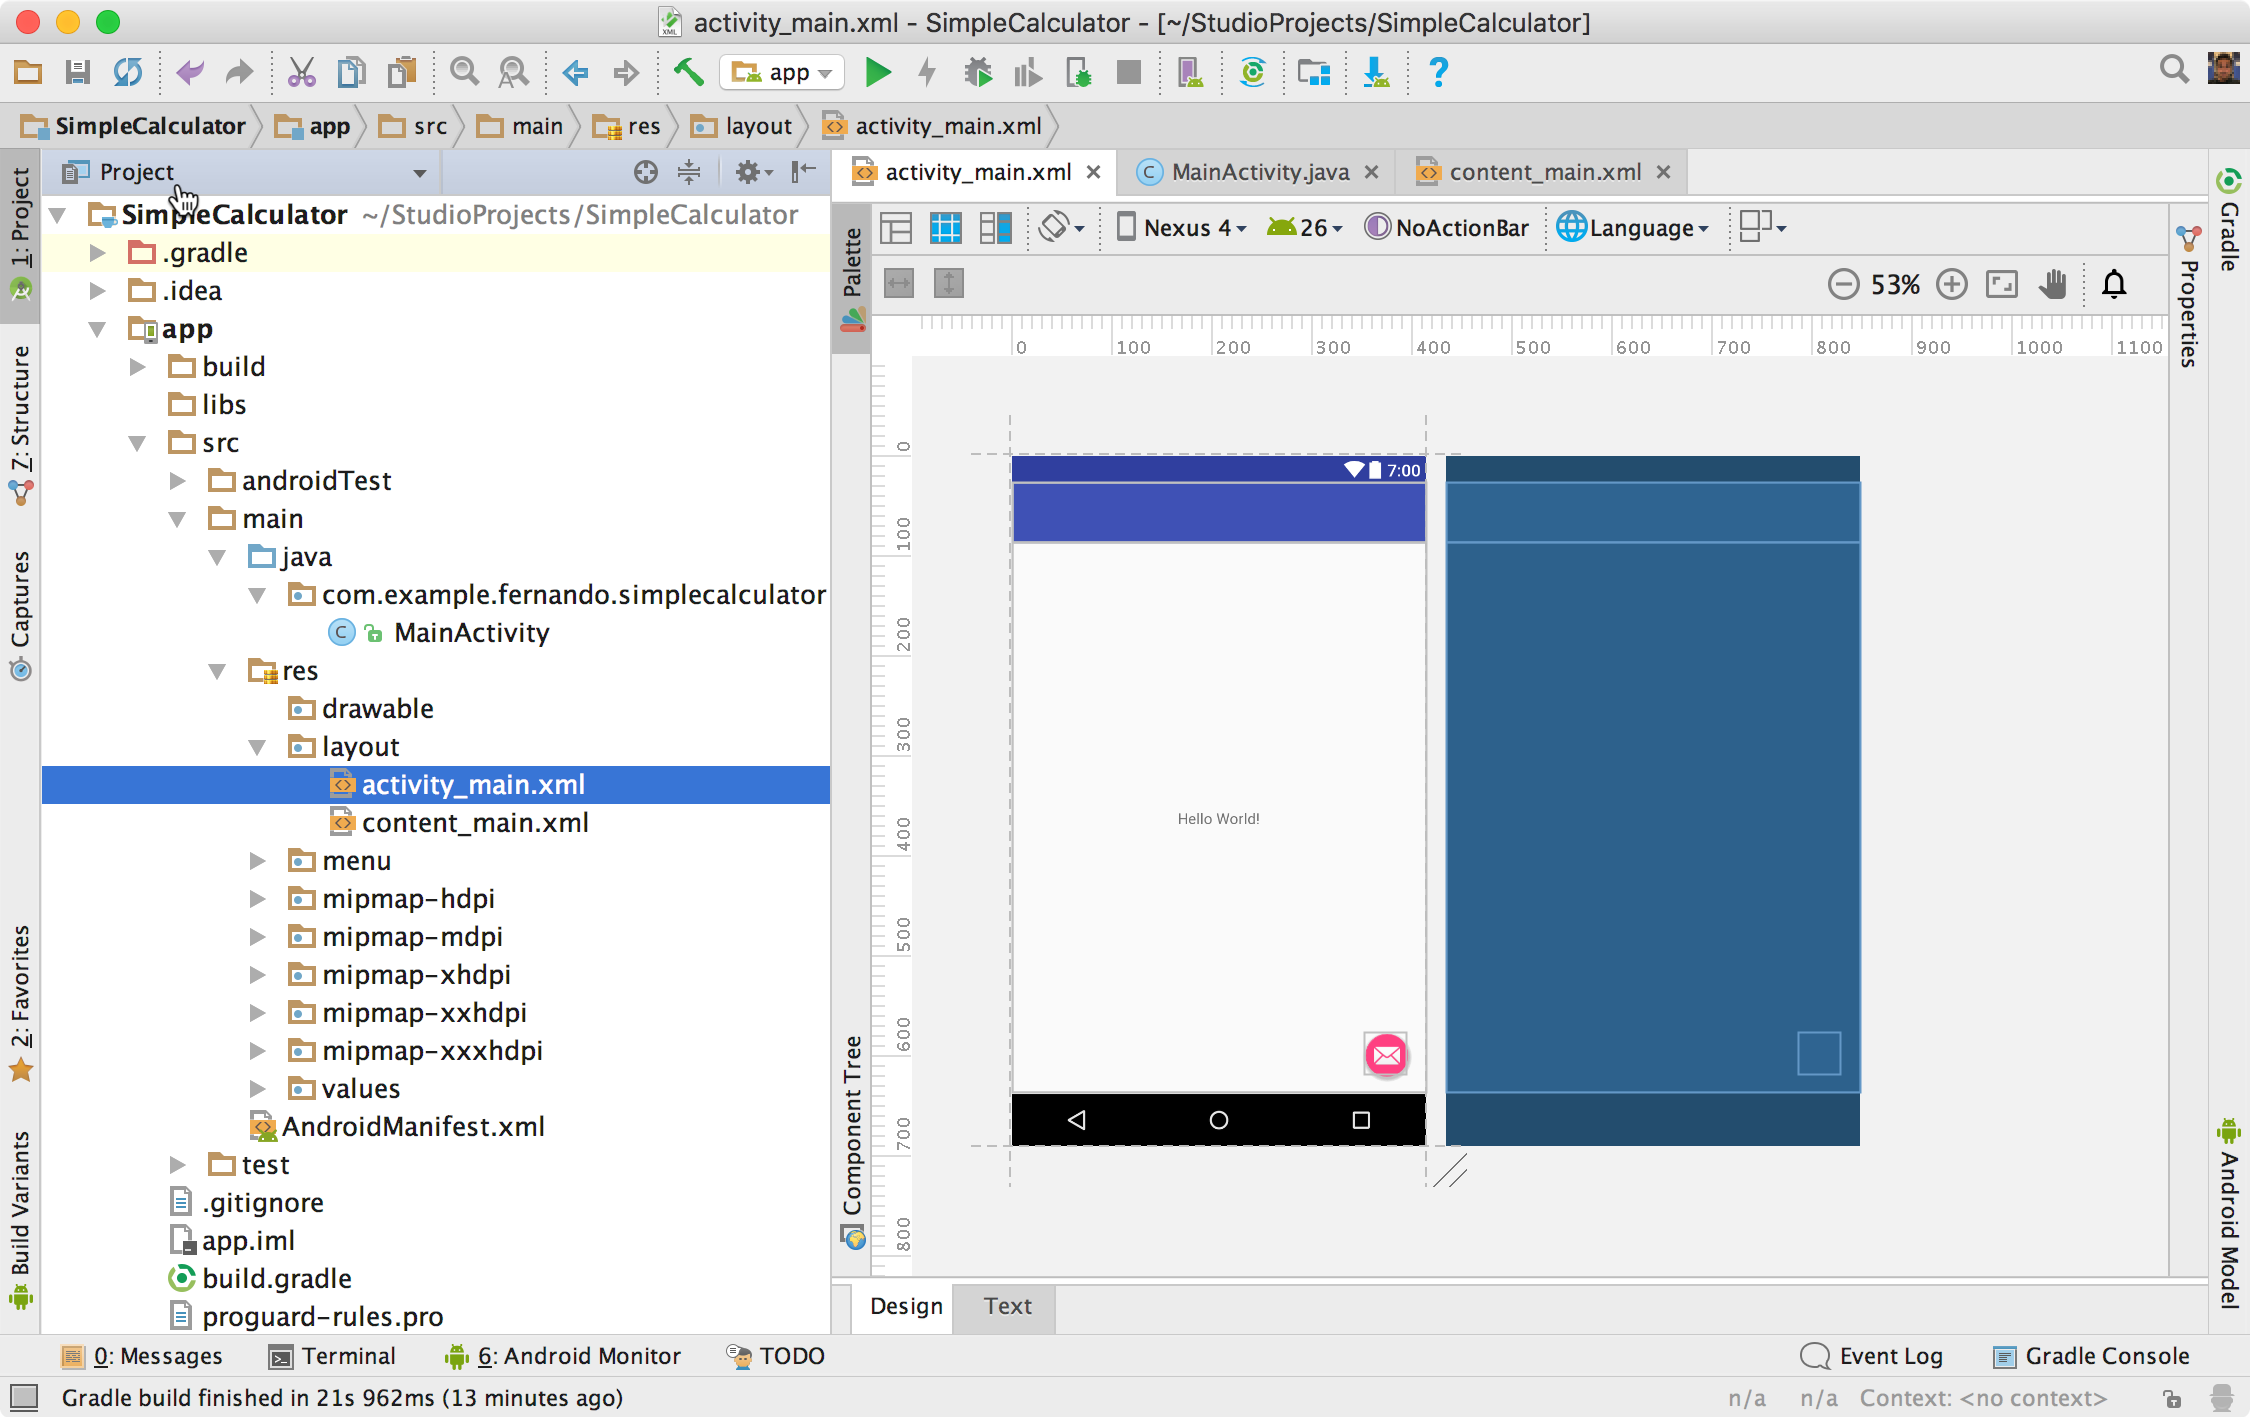 activity_main.xml - SimpleCalculator - [~/StudioProjects/SimpleCalculator]
app
SimpleCalculator app src main res layout activity_main.xml
Project
activity_main.xml MainActivity.java content_main.xml
SimpleCalculator ~/StudioProjects/SimpleCalculator
.gradle
.idea
app
build
libs
src
androidTest
main
java
com.example.fernando.simplecalculator
C MainActivity
res
drawable
layout
activity_main.xml
content_main.xml
menu
mipmap-hdpi
mipmap-mdpi
mipmap-xhdpi
mipmap-xxhdpi
mipmap-xxxhdpi
values
AndroidManifest.xml
test
.gitignore
app.iml
build.gradle
proguard-rules.pro
1: Project
7: Structure
Captures
2: Favorites
Build Variants
Palette
Component Tree
Nexus 4 26 NoActionBar Language
53%
0 100 200 300 400 500 600 700 800 900 1000 1100
0
100
200
300
400
500
600
700
800
7:00
Hello World!
Gradle
Properties
Android Model
Design Text
0: Messages Terminal 6: Android Monitor TODO Event Log Gradle Console
Gradle build finished in 21s 962ms (13 minutes ago) n/a n/a Context: <no context>